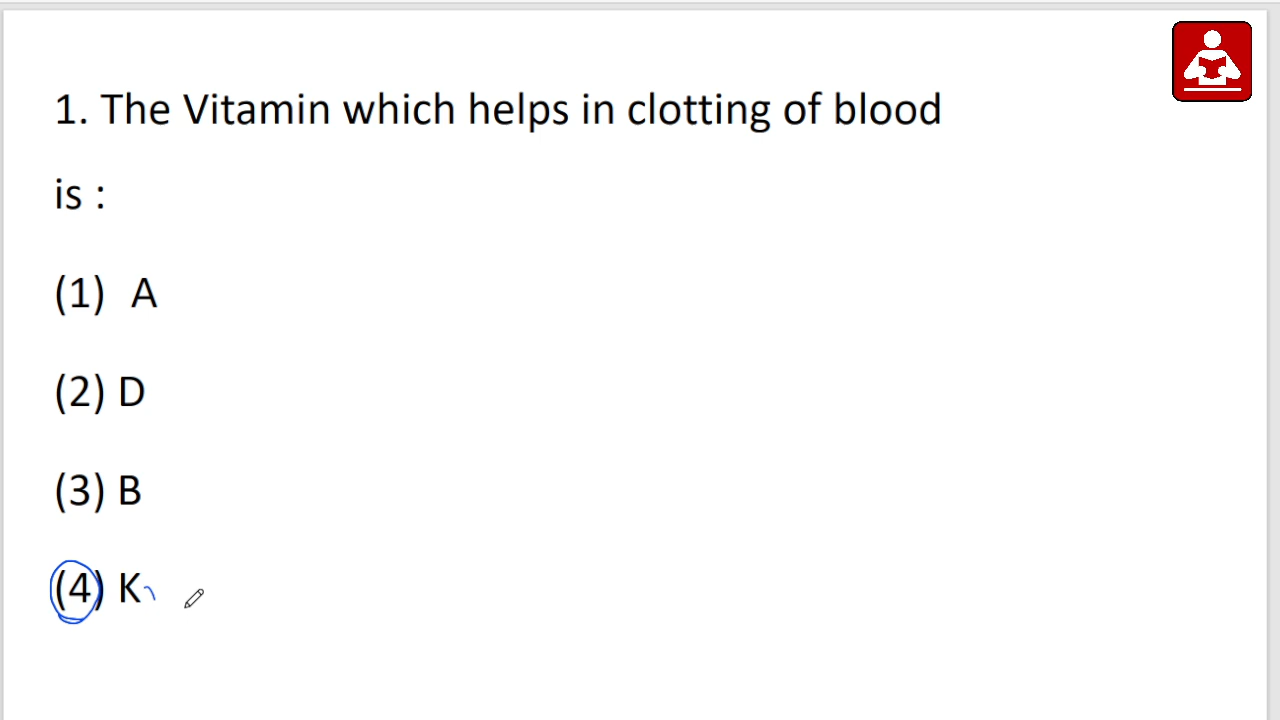 1. The Vitamin which helps in clotting of blood
is :
(1) A
(2) D
(3) B
(4) K